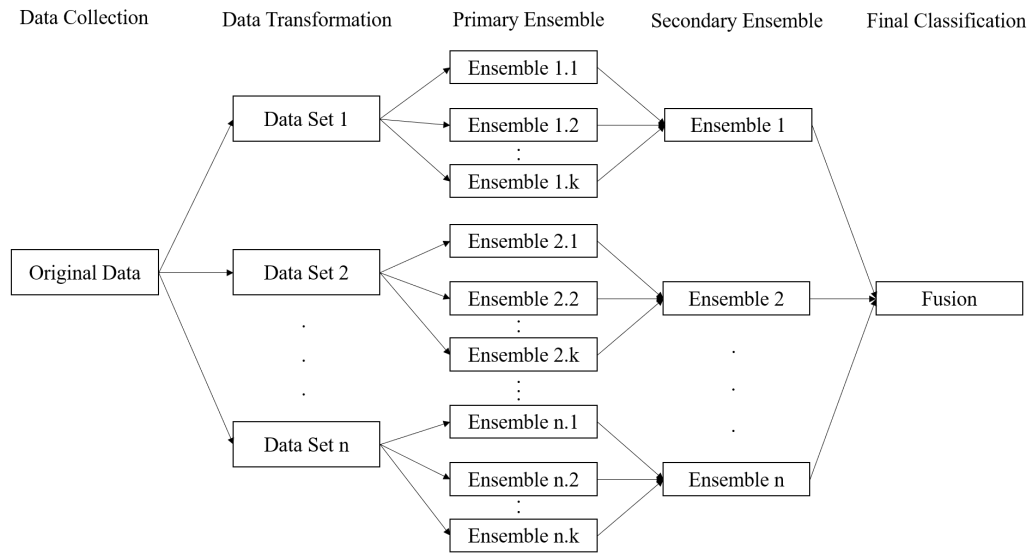 Data Collection
Data Transformation
Primary Ensemble
Secondary Ensemble
Final Classification
Original Data
Data Set 1
Data Set 2
Data Set n
Ensemble 1.1
Ensemble 1.2
Ensemble 1.k
Ensemble 2.1
Ensemble 2.2
Ensemble 2.k
Ensemble n.1
Ensemble n.2
Ensemble n.k
Ensemble 1
Ensemble 2
Ensemble n
Fusion